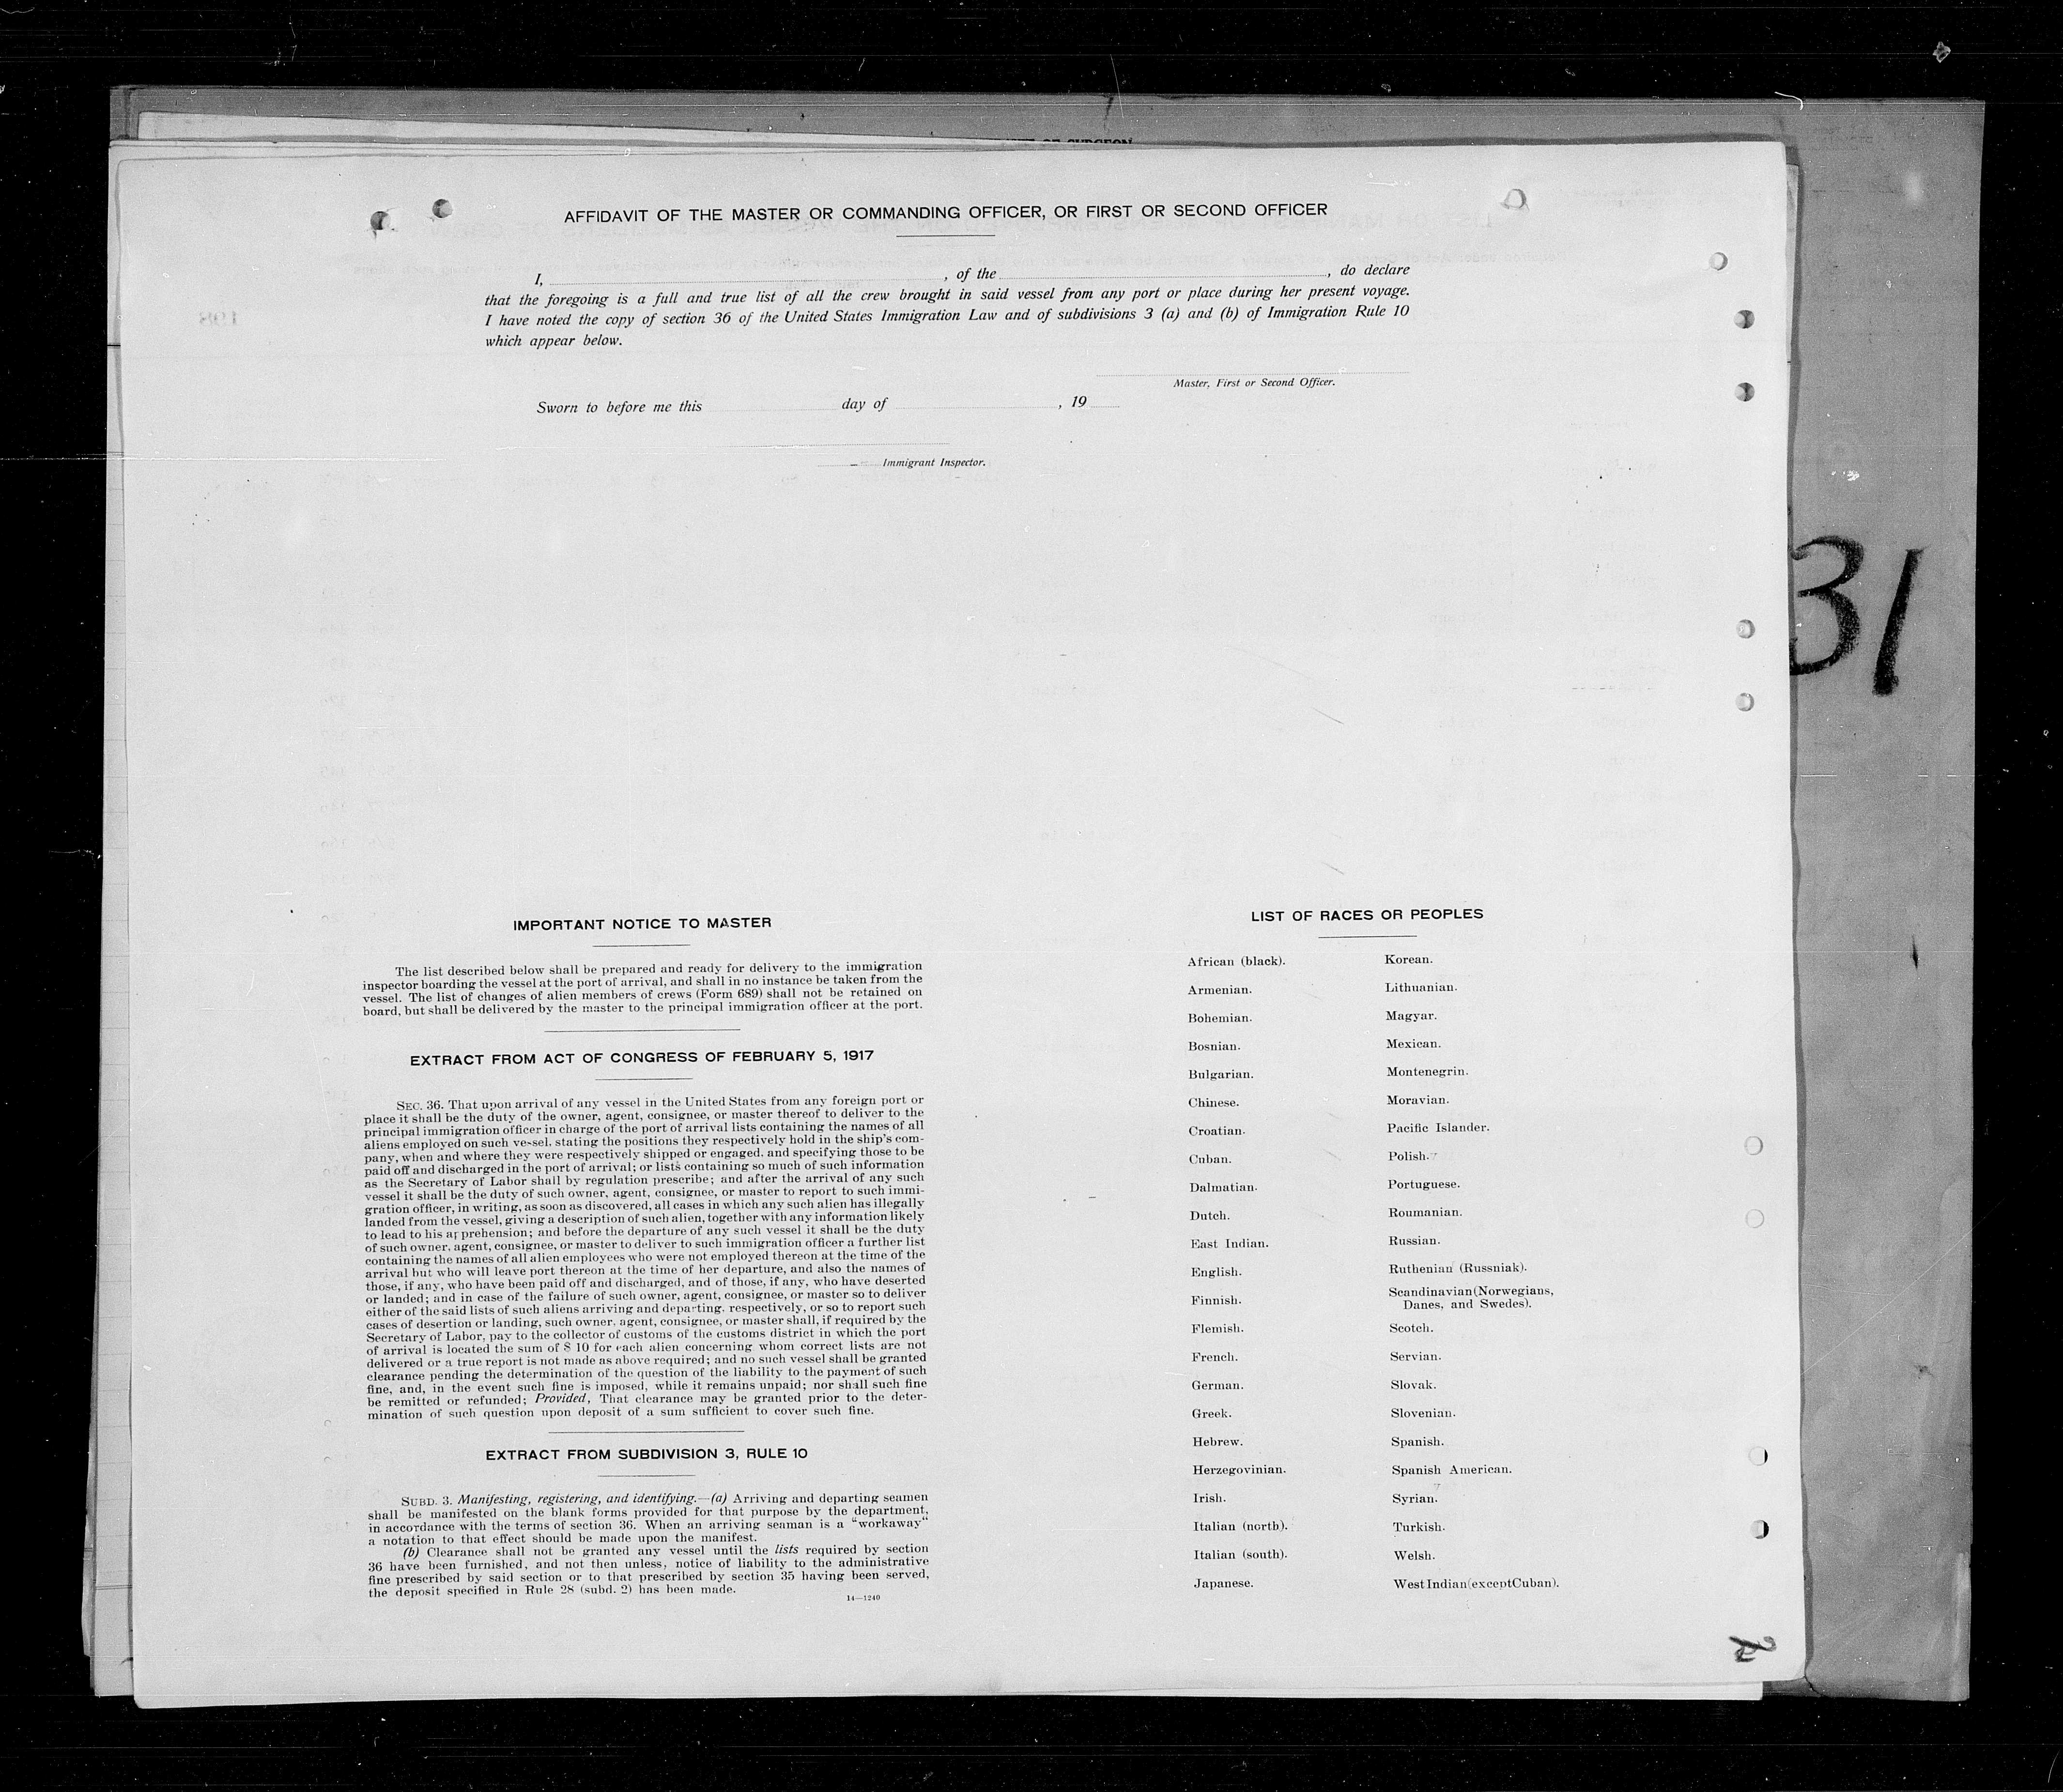 AFFIDAVIT OF THE MASTER OR COMMANDING OFFICER, OR FIRST OR SECOND OFFICER
I, , of the , do declare
that the foregoing is a full and true list of all the crew brought in said vessel from any port or place during her present voyage.
I have noted the copy of section 36 of the United States Immigration Law and of subdivisions 3 (a) and (b) of Immigration Rule 10
which appear below.
Master, First or Second Officer.
Sworn to before me this day of , 19
Immigrant Inspector.
31
IMPORTANT NOTICE TO MASTER
The list described below shall be prepared and ready for delivery to the immigration
inspector boarding the vessel at the port of arrival, and shall in no instance be taken from the
vessel. The list of changes of alien members of crews (Form 689) shall not be retained on
board, but shall be delivered by the master to the principal immigration officer at the port.
EXTRACT FROM ACT OF CONGRESS OF FEBRUARY 5, 1917
SEC. 36. That upon arrival of any vessel in the United States from any foreign port or
place it shall be the duty of the owner, agent, consignee, or master thereof to deliver to the
principal immigration officer in charge of the port of arrival lists containing the names of all
aliens employed on such vessel, stating the positions they respectively hold in the ship's com-
pany, when and where they were respectively shipped or engaged, and specifying those to be
paid off and discharged in the port of arrival; or lists containing so much of such information
as the Secretary of Labor shall by regulation prescribe; and after the arrival of any such
vessel it shall be the duty of such owner, agent, consignee, or master to report to such immi-
gration officer, in writing, as soon as discovered, all cases in which any such alien has illegally
landed from the vessel, giving a description of such alien, together with any information likely
to lead to his apprehension; and before the departure of any such vessel it shall be the duty
of such owner, agent, consignee, or master to deliver to such immigration officer a further list
containing the names of all alien employees who were not employed thereon at the time of the
arrival but who will leave port thereon at the time of her departure, and also the names of
those, if any, who have been paid off and discharged, and of those, if any, who have deserted
or landed; and in case of the failure of such owner, agent, consignee, or master so to deliver
either of the said lists of such aliens arriving and departing, respectively, or so to report such
cases of desertion or landing, such owner, agent, consignee, or master shall, if required by the
Secretary of Labor, pay to the collector of customs of the customs district in which the port
of arrival is located the sum of $ 10 for each alien concerning whom correct lists are not
delivered or a true report is not made as above required; and no such vessel shall be granted
clearance pending the determination of the question of the liability to the payment of such
fine, and, in the event such fine is imposed, while it remains unpaid; nor shall such fine
be remitted or refunded; Provided, That clearance may be granted prior to the deter-
mination of such question upon deposit of a sum sufficient to cover such fine.
EXTRACT FROM SUBDIVISION 3, RULE 10
SUBD. 3. Manifesting, registering, and identifying.—(a) Arriving and departing seamen
shall be manifested on the blank forms provided for that purpose by the department,
in accordance with the terms of section 36. When an arriving seaman is a "workaway"
a notation to that effect should be made upon the manifest.
(b) Clearance shall not be granted any vessel until the lists required by section
36 have been furnished, and not then unless, notice of liability to the administrative
fine prescribed by said section or to that prescribed by section 35 having been served,
the deposit specified in Rule 28 (subd. 2) has been made.
14—1240
LIST OF RACES OR PEOPLES
African (black).
Armenian.
Bohemian.
Bosnian.
Bulgarian.
Chinese.
Croatian.
Cuban.
Dalmatian.
Dutch.
East Indian.
English.
Finnish.
Flemish.
French.
German.
Greek.
Hebrew.
Herzegovinian.
Irish.
Italian (north).
Italian (south).
Japanese.
Korean.
Lithuanian.
Magyar.
Mexican.
Montenegrin.
Moravian.
Pacific Islander.
Polish.
Portuguese.
Roumanian.
Russian.
Ruthenian (Russniak).
Scandinavian (Norwegians,
Danes, and Swedes).
Scotch.
Servian.
Slovak.
Slovenian.
Spanish.
Spanish American.
Syrian.
Turkish.
Welsh.
West Indian (except Cuban).